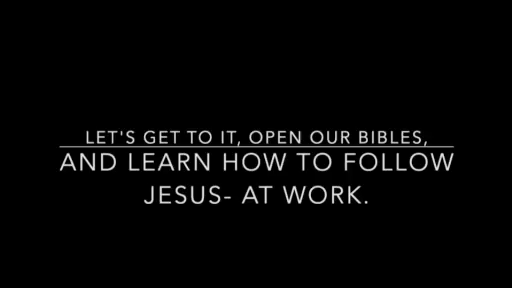 LET'S GET TO IT, OPEN OUR BIBLES,
AND LEARN HOW TO FOLLOW
JESUS- AT WORK.